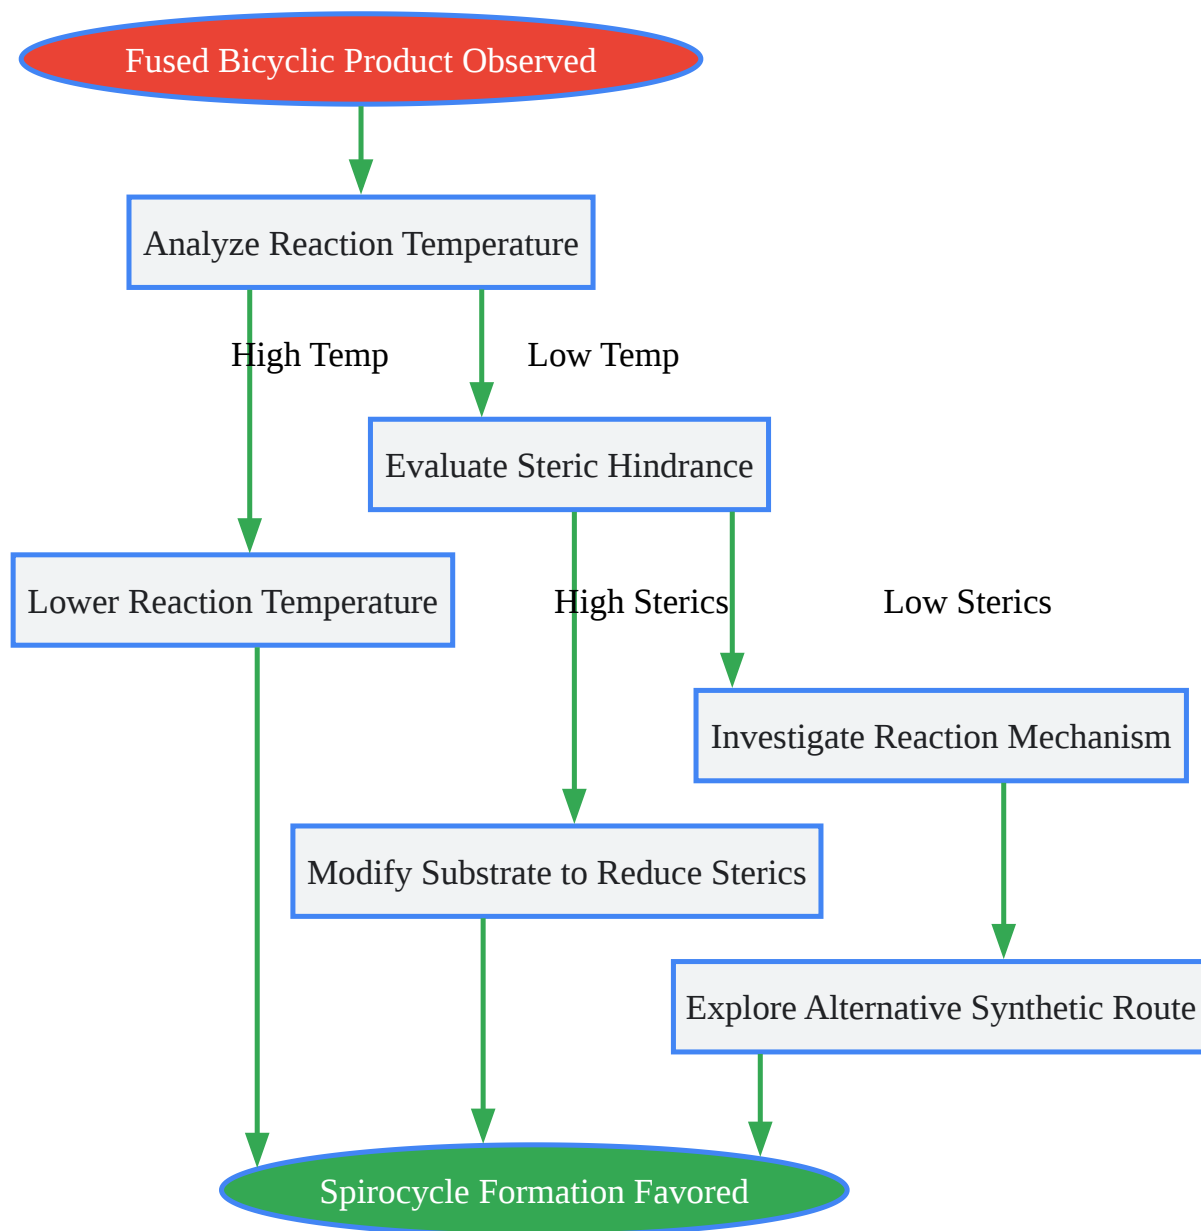 Fused Bicyclic Product Observed
Analyze Reaction Temperature
High Temp
Low Temp
Evaluate Steric Hindrance
Lower Reaction Temperature
High Sterics
Low Sterics
Investigate Reaction Mechanism
Modify Substrate to Reduce Sterics
Explore Alternative Synthetic Route
Spirocycle Formation Favored